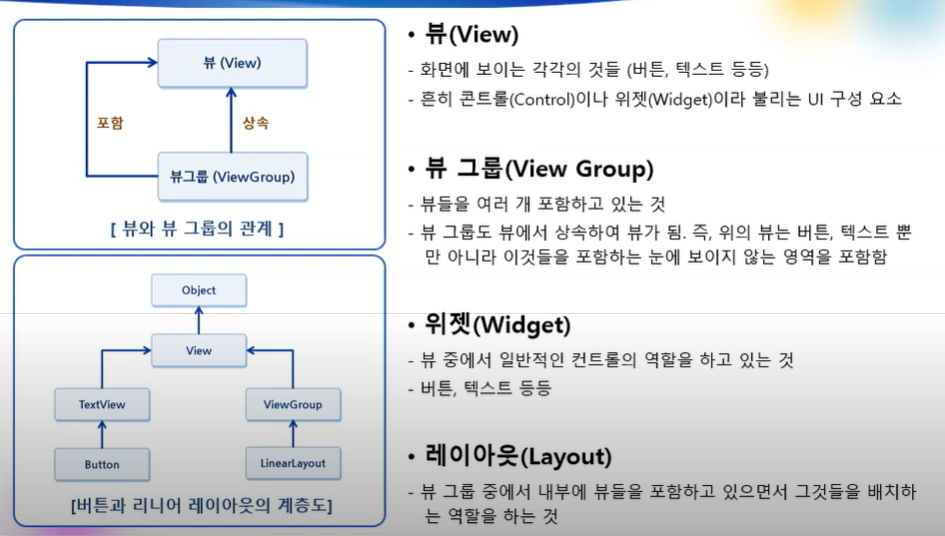 뷰 (View)
포함
상속
뷰그룹 (ViewGroup)
[ 뷰와 뷰 그룹의 관계 ]
Object
View
TextView
ViewGroup
Button
LinearLayout
[버튼과 리니어 레이아웃의 계층도]
• 뷰(View)
- 화면에 보이는 각각의 것들 (버튼, 텍스트 등등)
- 흔히 콘트롤(Control)이나 위젯(Widget)이라 불리는 UI 구성 요소
• 뷰 그룹(View Group)
- 뷰들을 여러 개 포함하고 있는 것
- 뷰 그룹도 뷰에서 상속하여 뷰가 됨. 즉, 위의 뷰는 버튼, 텍스트 뿐
만 아니라 이것들을 포함하는 눈에 보이지 않는 영역을 포함함
• 위젯(Widget)
- 뷰 중에서 일반적인 컨트롤의 역할을 하고 있는 것
- 버튼, 텍스트 등등
• 레이아웃(Layout)
- 뷰 그룹 중에서 내부에 뷰들을 포함하고 있으면서 그것들을 배치하
는 역할을 하는 것